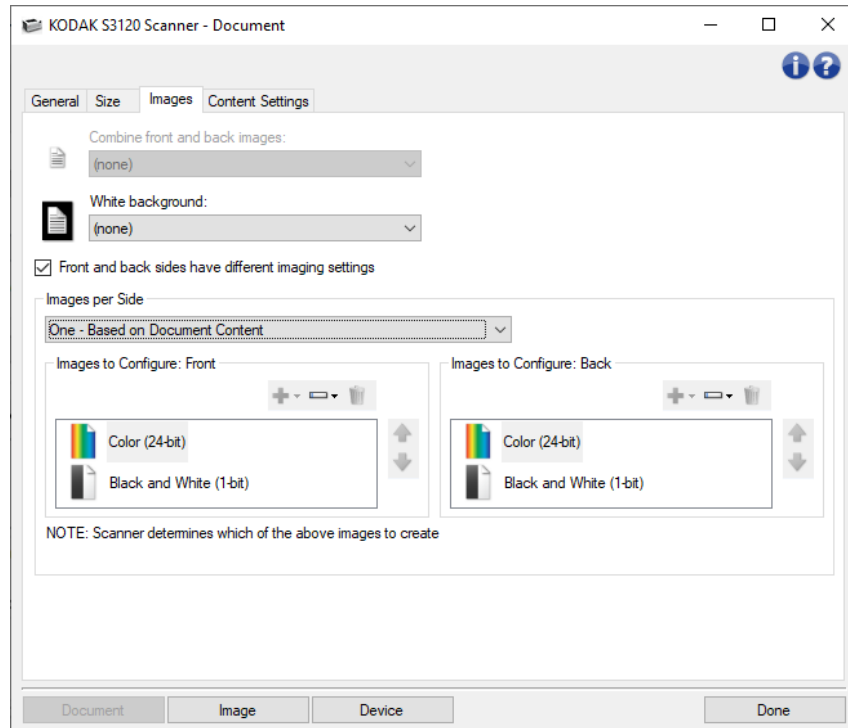 KODAK S3120 Scanner - Document
General Size Images Content Settings
Combine front and back images:
(none)
White background:
(none)
Front and back sides have different imaging settings
Images per Side
One - Based on Document Content
Images to Configure: Front
Images to Configure: Back
Color (24-bit)
Color (24-bit)
Black and White (1-bit)
Black and White (1-bit)
NOTE: Scanner determines which of the above images to create
Document Image Device Done